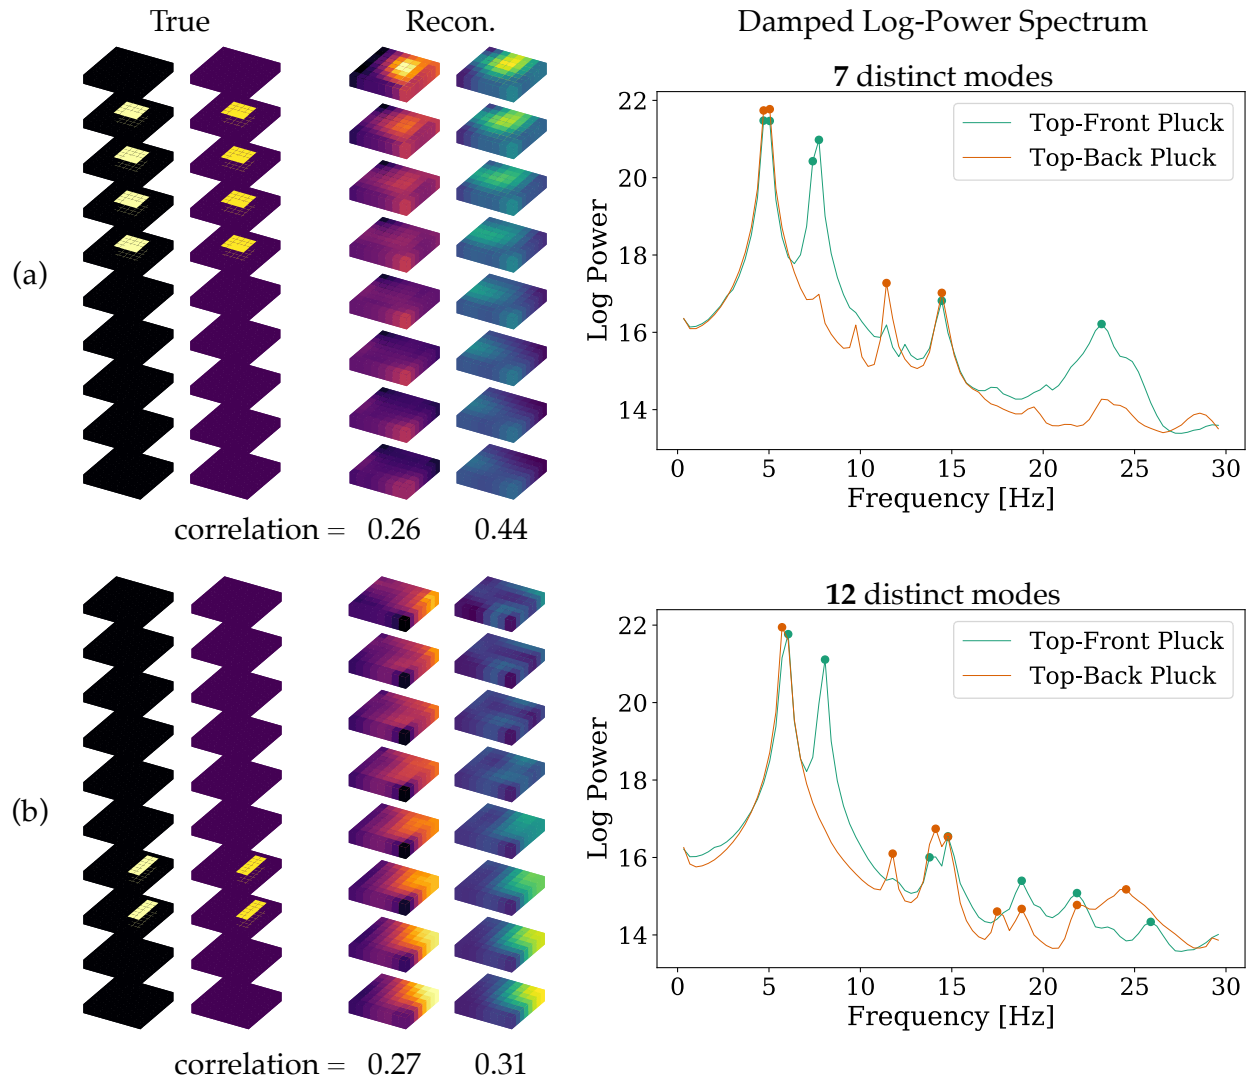 True Recon. Damped Log-Power Spectrum
(a)
7 distinct modes
22
20
18
16
14
Log Power
Top-Front Pluck
Top-Back Pluck
0 5 10 15 20 25 30
Frequency [Hz]
correlation = 0.26 0.44
(b)
12 distinct modes
22
20
18
16
14
Log Power
Top-Front Pluck
Top-Back Pluck
0 5 10 15 20 25 30
Frequency [Hz]
correlation = 0.27 0.31